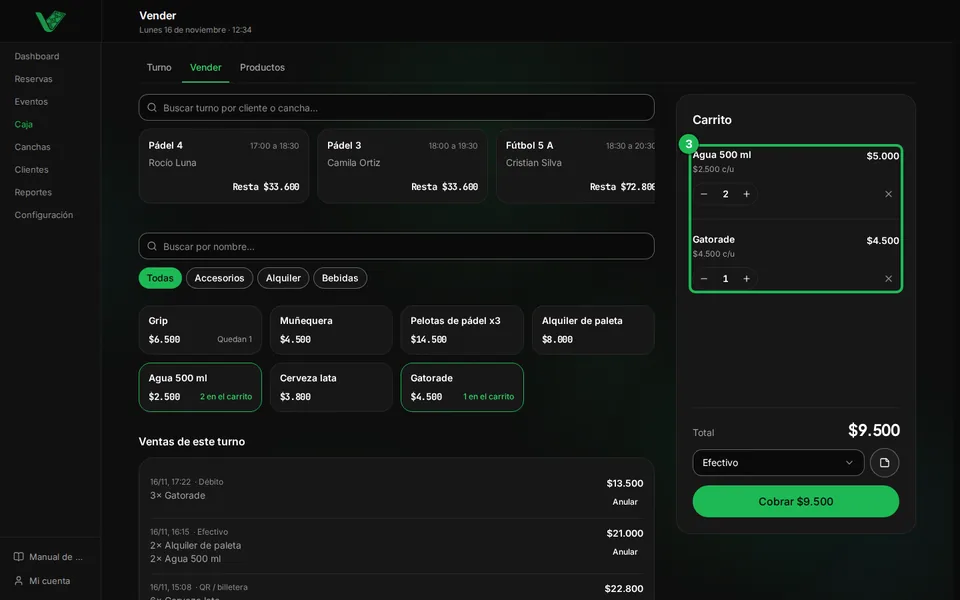 Vender
Lunes 16 de noviembre · 12:34
Dashboard
Reservas
Eventos
Caja
Canchas
Clientes
Reportes
Configuración
Manual de ...
Mi cuenta
Turno
Vender
Productos
Buscar turno por cliente o cancha...
Pádel 4
17:00 a 18:30
Rocío Luna
Resta $33.600
Pádel 3
18:00 a 19:30
Camila Ortiz
Resta $33.600
Fútbol 5 A
18:30 a 20:30
Cristian Silva
Resta $72.800
Buscar por nombre...
Todas
Accesorios
Alquiler
Bebidas
Grip
$6.500
Quedan 1
Muñequera
$4.500
Pelotas de pádel x3
$14.500
Alquiler de paleta
$8.000
Agua 500 ml
$2.500
2 en el carrito
Cerveza lata
$3.800
Gatorade
$4.500
1 en el carrito
Ventas de este turno
16/11, 17:22 · Débito
3× Gatorade
$13.500
Anular
16/11, 16:15 · Efectivo
2× Alquiler de paleta
2× Agua 500 ml
$21.000
Anular
16/11, 15:08 · QR / billetera
$22.800
Carrito
3
Agua 500 ml
$5.000
$2.500 c/u
− 2 +
×
Gatorade
$4.500
$4.500 c/u
− 1 +
×
Total
$9.500
Efectivo
Cobrar $9.500